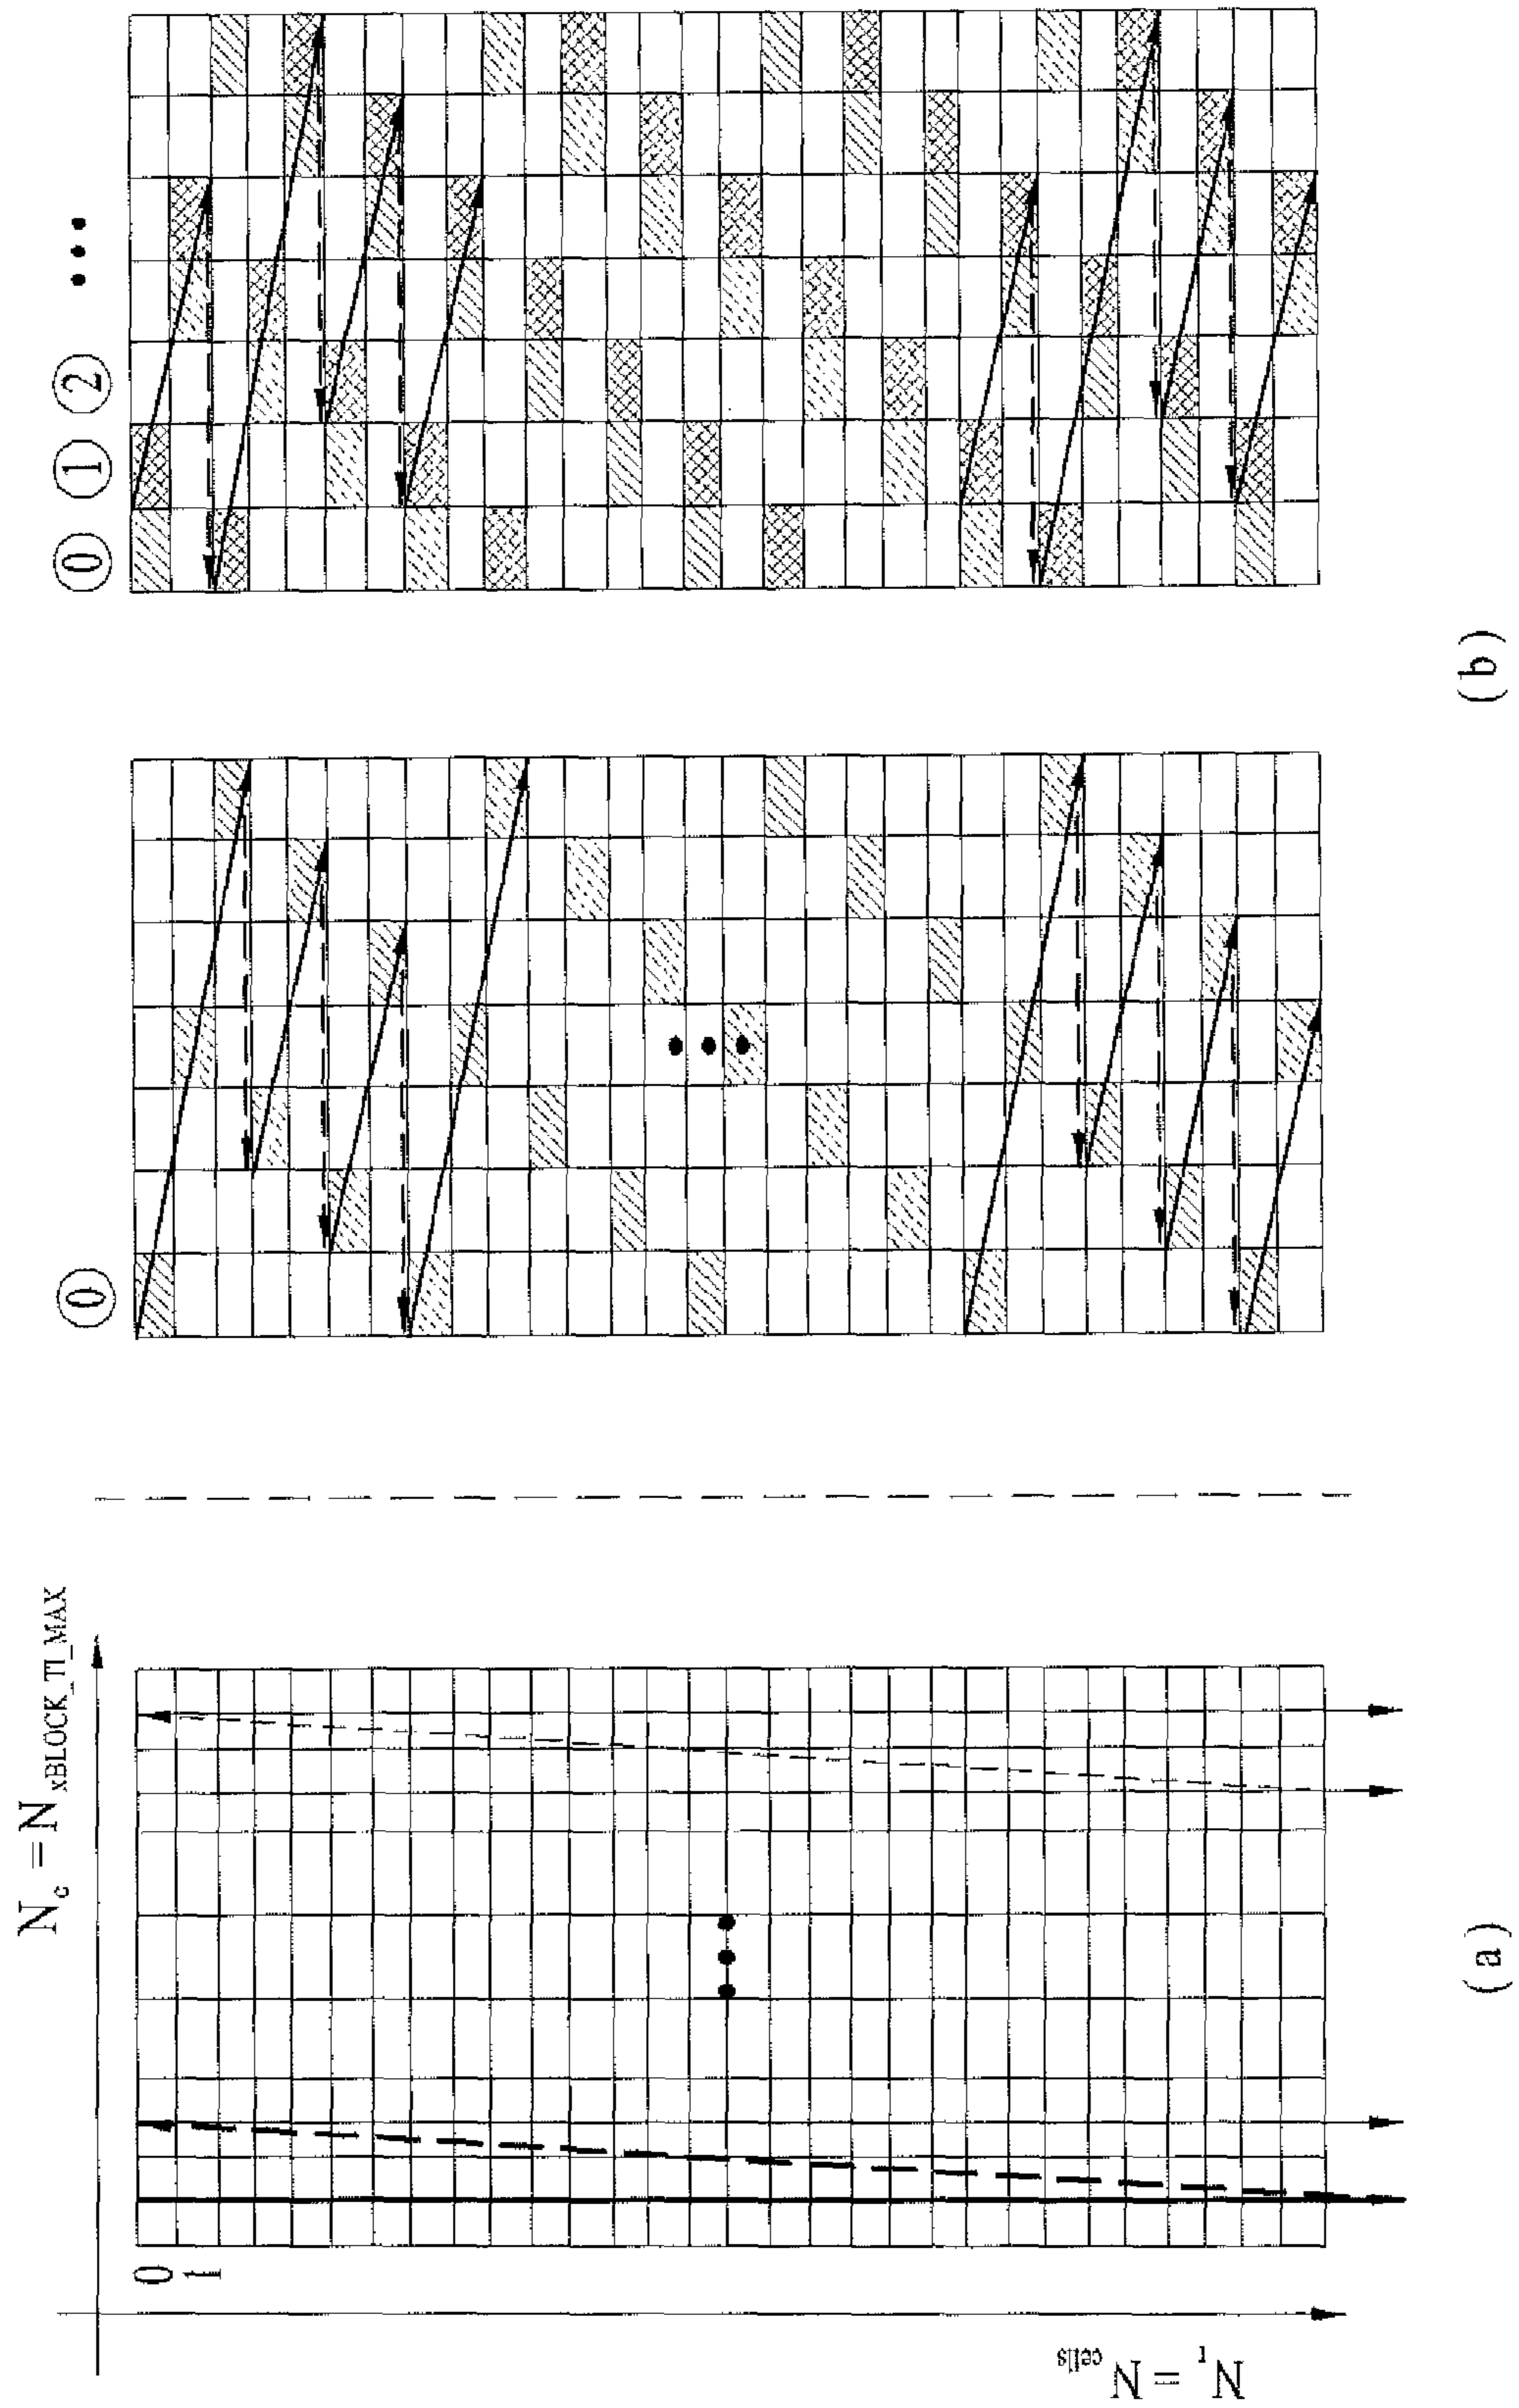 N_c = N_xBLOCK_TI_MAX
0
1
N_r = N_cells
(a)
0
0 1 2 •••
(b)